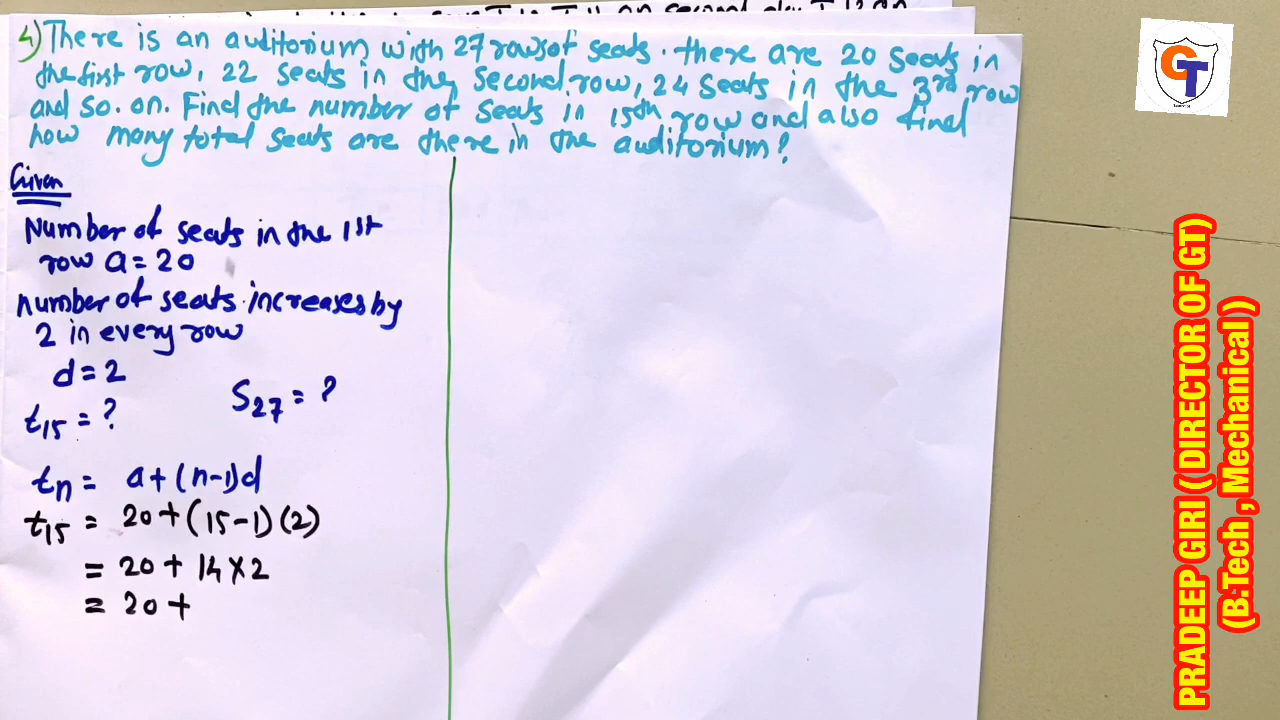 4) There is an auditorium with 27 rows of seats. there are 20 seats in
the first row, 22 seats in the second row, 24 seats in the 3rd row
and so. on. Find the number of seats in 15th row and also find
how many total seats are there in the auditorium?
Given
Number of seats in the 1st
row a = 20
number of seats increases by
2 in every row
d = 2
t15 = ?
S27 = ?
tn = a + (n-1)d
t15 = 20 + (15-1)(2)
= 20 + 14 × 2
= 20 +
GT
PRADEEP GIRI ( ( DIRECTOR OF GT)
(B.Tech , Mechanical )